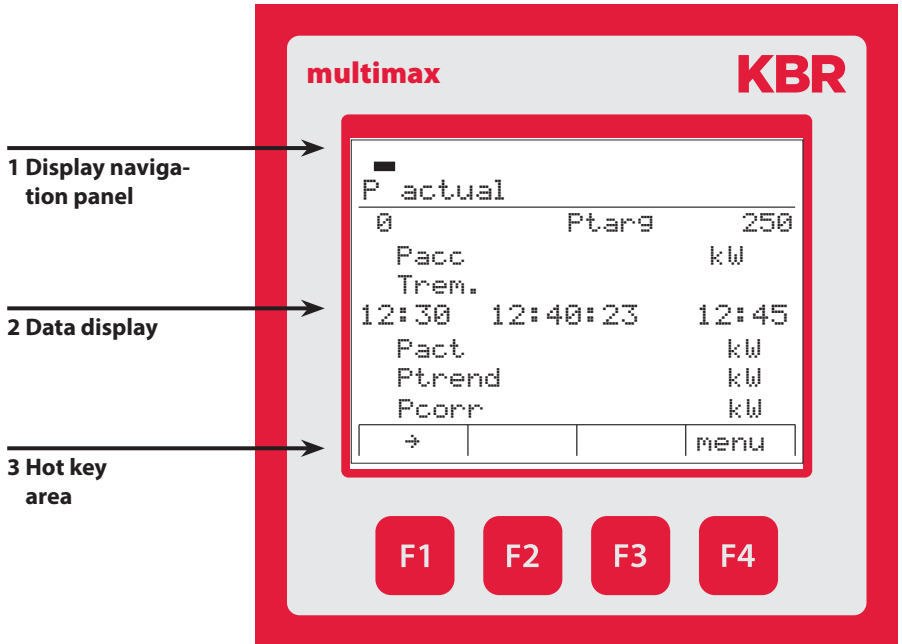 multimax KBR
1 Display naviga-
tion panel
P actual
0 Ptarg 250
Pacc kW
Trem.
2 Data display
12:30 12:40:23 12:45
Pact kW
Ptrend kW
Pcorr kW
3 Hot key
area
→ menu
F1 F2 F3 F4